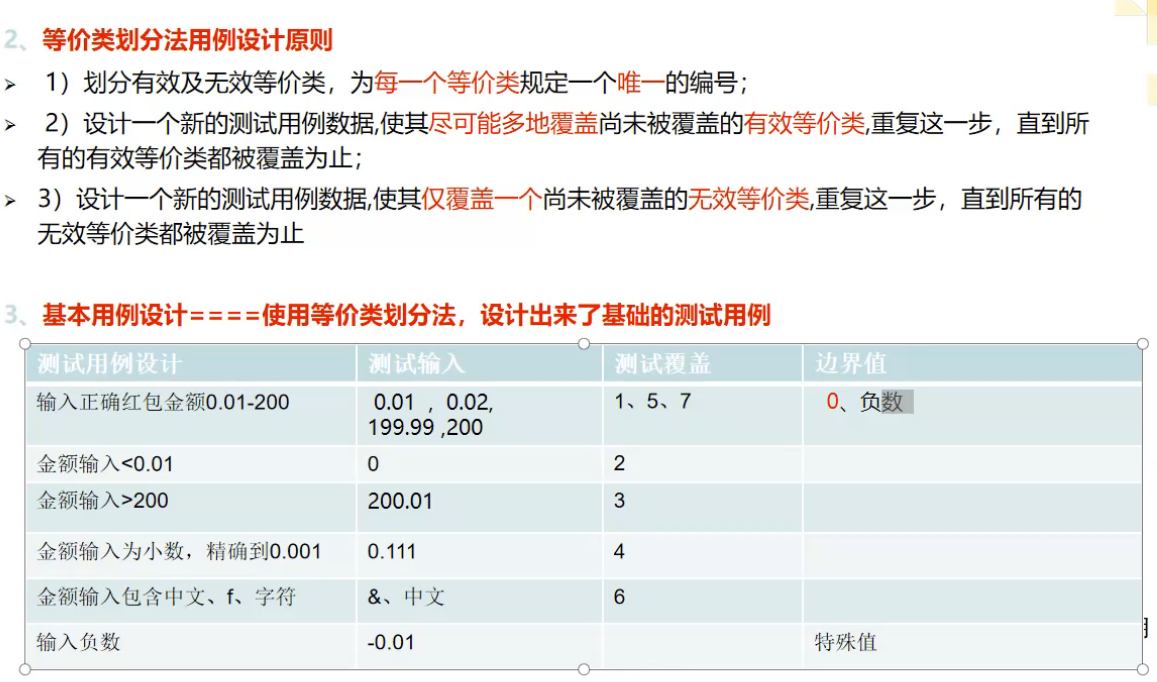 2、等价类划分法用例设计原则
➢ 1）划分有效及无效等价类，为每一个等价类规定一个唯一的编号；
➢ 2）设计一个新的测试用例数据,使其尽可能多地覆盖尚未被覆盖的有效等价类,重复这一步，直到所
有的有效等价类都被覆盖为止；
➢ 3）设计一个新的测试用例数据,使其仅覆盖一个尚未被覆盖的无效等价类,重复这一步，直到所有的
无效等价类都被覆盖为止
3、基本用例设计====使用等价类划分法，设计出来了基础的测试用例
测试用例设计 测试输入 测试覆盖 边界值
输入正确红包金额0.01-200 0.01 ，0.02, 1、5、7 0、负数
199.99 ,200
金额输入<0.01 0 2
金额输入>200 200.01 3
金额输入为小数，精确到0.001 0.111 4
金额输入包含中文、f、字符 &、中文 6
输入负数 -0.01 特殊值